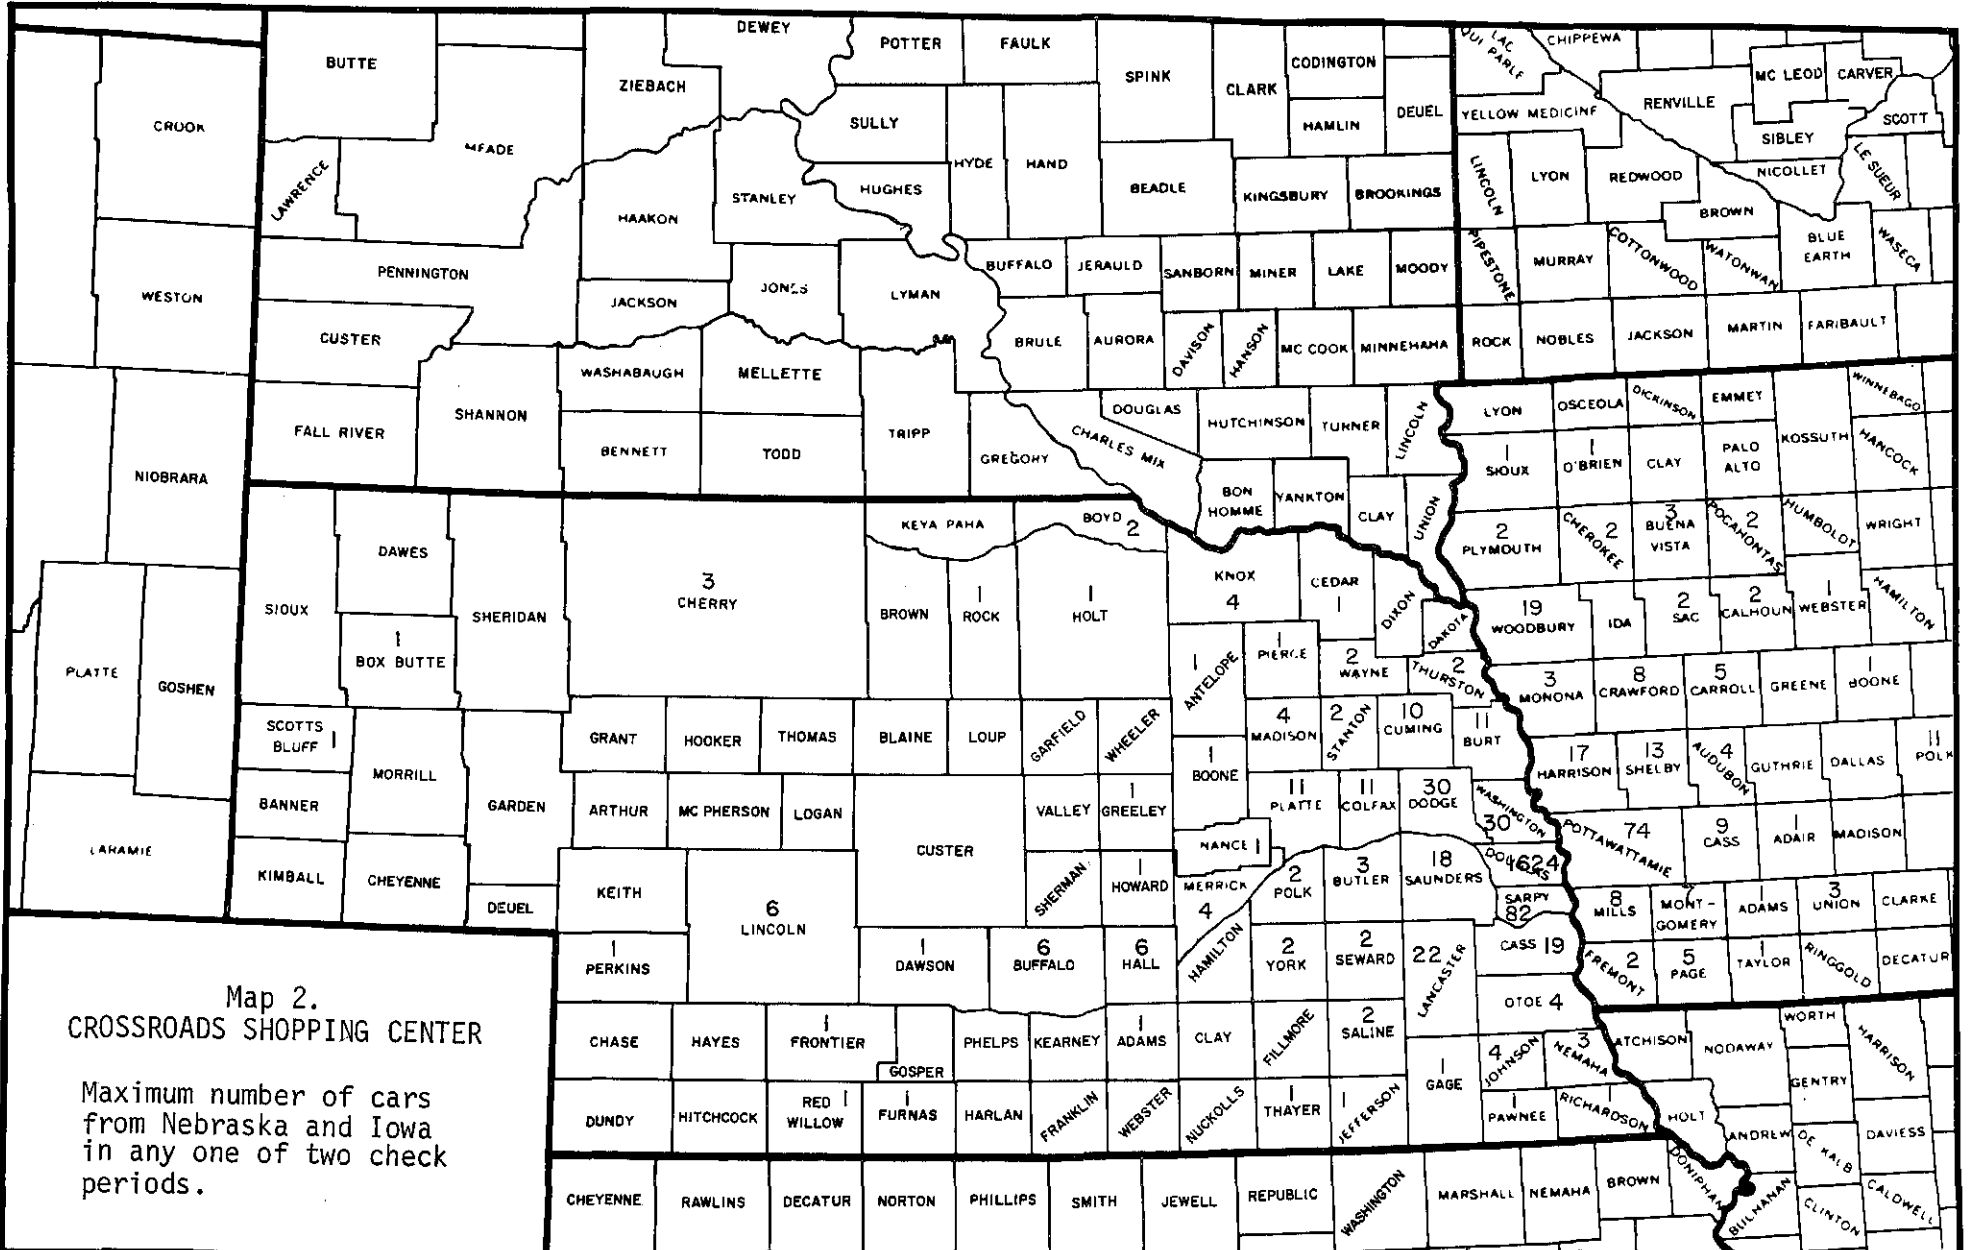 DEWEY
BUTTE
POTTER
FAULK
ZIEBACH
SPINK
CLARK
CODINGTON
LAC
QUI PARLE
CHIPPEWA
MC LEOD
CARVER
CROOK
MEADE
SULLY
HAMLIN
DEUEL
YELLOW MEDICINE
RENVILLE
SIBLEY
SCOTT
LAWRENCE
STANLEY
HUGHES
HYDE
HAND
BEADLE
KINGSBURY
BROOKINGS
LINCOLN
LYON
REDWOOD
NICOLLET
LE SUEUR
BROWN
HAAKON
PENNINGTON
WESTON
JACKSON
JONES
LYMAN
BUFFALO
JERAULD
SANBORN
MINER
LAKE
MOODY
PIPESTONE
MURRAY
COTTONWOOD
WATONWAN
BLUE
EARTH
WASECA
CUSTER
BRULE
AURORA
DAVISON
HANSON
MC COOK
MINNEHAHA
ROCK
NOBLES
JACKSON
MARTIN
FARIBAULT
WASHABAUGH
MELLETTE
SHANNON
FALL RIVER
BENNETT
TODD
TRIPP
GREGORY
CHARLES MIX
DOUGLAS
HUTCHINSON
TURNER
LINCOLN
LYON
OSCEOLA
DICKINSON
EMMEY
WINNEBAGO
KOSSUTH
HANCOCK
1
SIOUX
1
O'BRIEN
CLAY
PALO
ALTO
NIOBRARA
BON
HOMME
YANKTON
CLAY
UNION
DAWES
KEYA PAHA
BOYD 2
2
PLYMOUTH
CHEROKEE
2
3
BUENA
VISTA
POCAHONTAS
2
HUMBOLDT
WRIGHT
SIOUX
SHERIDAN
3
CHERRY
BROWN
1
ROCK
1
HOLT
KNOX
4
CEDAR
1
DIXON
DAKOTA
19
WOODBURY
IDA
2
SAC
2
CALHOUN
1
WEBSTER
HAMILTON
1
BOX BUTTE
PLATTE
GOSHEN
1
ANTELOPE
1
PIERCE
2
WAYNE
2
THURSTON
3
MONONA
8
CRAWFORD
5
CARROLL
GREENE
1
BOONE
SCOTTS
BLUFF 1
MORRILL
GRANT
HOOKER
THOMAS
BLAINE
LOUP
GARFIELD
WHEELER
4
MADISON
2
STANTON
10
CUMING
11
BURT
17
HARRISON
13
SHELBY
4
AUDUBON
GUTHRIE
DALLAS
11
POLK
1
BOONE
BANNER
GARDEN
ARTHUR
MC PHERSON
LOGAN
VALLEY
1
GREELEY
11
PLATTE
11
COLFAX
30
DODGE
WASHINGTON
30
POTTAWATTAMIE
74
9
CASS
1
ADAIR
MADISON
LARAMIE
KIMBALL
CHEYENNE
DEUEL
KEITH
CUSTER
SHERMAN
1
HOWARD
NANCE 1
MERRICK
4
2
POLK
3
BUTLER
18
SAUNDERS
DOUGLAS
1624
SARPY
82
8
MILLS
7
MONT-
GOMERY
1
ADAMS
3
UNION
CLARKE
6
LINCOLN
1
PERKINS
1
DAWSON
6
BUFFALO
6
HALL
HAMILTON
2
YORK
2
SEWARD
22
LANCASTER
CASS 19
FREMONT
2
5
PAGE
1
TAYLOR
RINGGOLD
DECATUR
OTOE 4
Map 2.
CROSSROADS SHOPPING CENTER
Maximum number of cars
from Nebraska and Iowa
in any one of two check
periods.
CHASE
HAYES
1
FRONTIER
GOSPER
PHELPS
KEARNEY
1
ADAMS
CLAY
FILLMORE
2
SALINE
1
GAGE
4
JOHNSON
3
NEMAHA
ATCHISON
NODAWAY
WORTH
HARRISON
GENTRY
DUNDY
HITCHCOCK
RED 1
WILLOW
1
FURNAS
HARLAN
FRANKLIN
WEBSTER
NUCKOLLS
THAYER
1
JEFFERSON
1
PAWNEE
1
RICHARDSON
HOLT
ANDREW
DE KALB
DAVIESS
CHEYENNE
RAWLINS
DECATUR
NORTON
PHILLIPS
SMITH
JEWELL
REPUBLIC
WASHINGTON
MARSHALL
NEMAHA
BROWN
DONIPHAN
BUCHANAN
CLINTON
CALDWELL